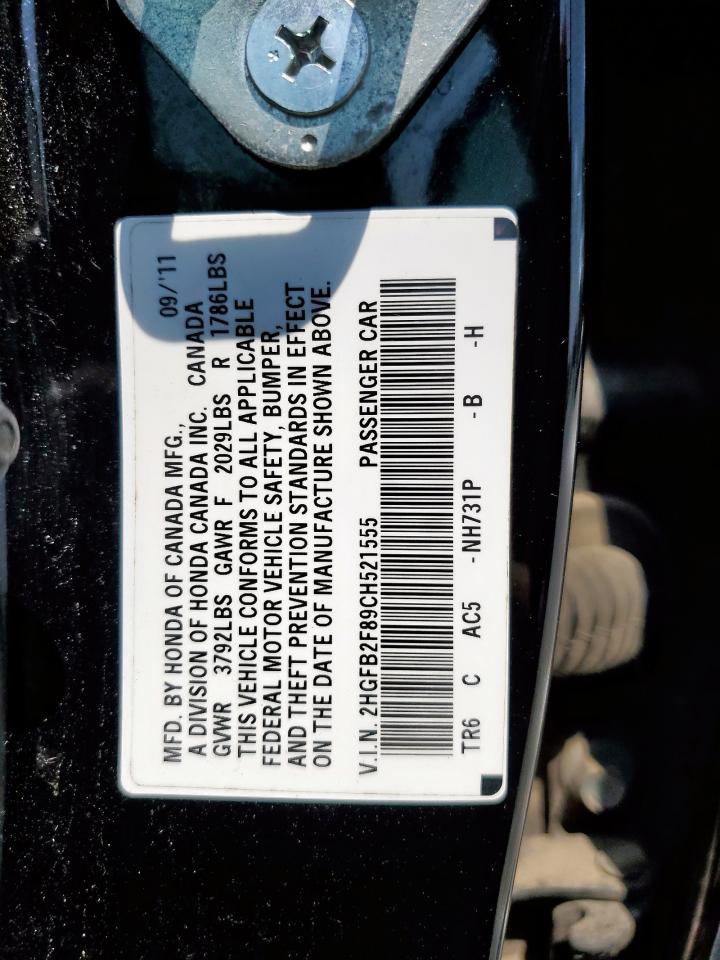 MFD. BY HONDA OF CANADA MFG., 09/'11
A DIVISION OF HONDA CANADA INC. CANADA
GVWR 3792LBS GAWR F 2029LBS R 1786LBS
THIS VEHICLE CONFORMS TO ALL APPLICABLE
FEDERAL MOTOR VEHICLE SAFETY, BUMPER,
AND THEFT PREVENTION STANDARDS IN EFFECT
ON THE DATE OF MANUFACTURE SHOWN ABOVE.
V.I.N. 2HGFB2F89CH521555 PASSENGER CAR
TR6 C AC5 -NH731P -B -H